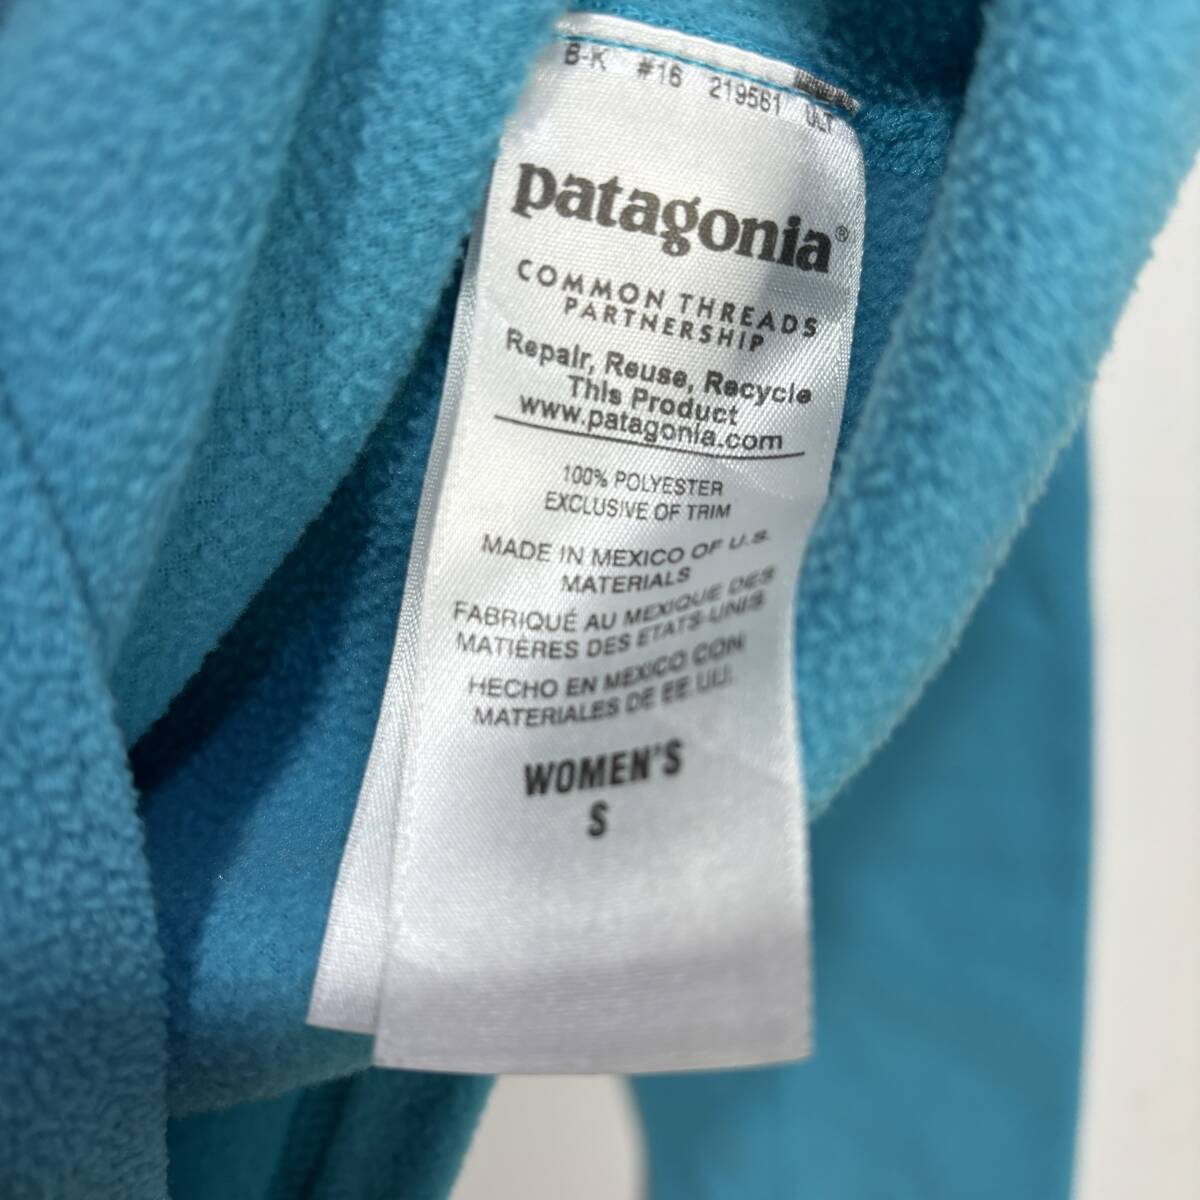 B-K #16 219561 ULT
patagonia®
COMMON THREADS
PARTNERSHIP
Repair, Reuse, Recycle
This Product
www.patagonia.com
100% POLYESTER
EXCLUSIVE OF TRIM
MADE IN MEXICO OF U.S.
MATERIALS
FABRIQUÉ AU MEXIQUE DES
MATIÈRES DES ETATS-UNIS
HECHO EN MEXICO CON
MATERIALES DE EE.UU.
WOMEN'S
S